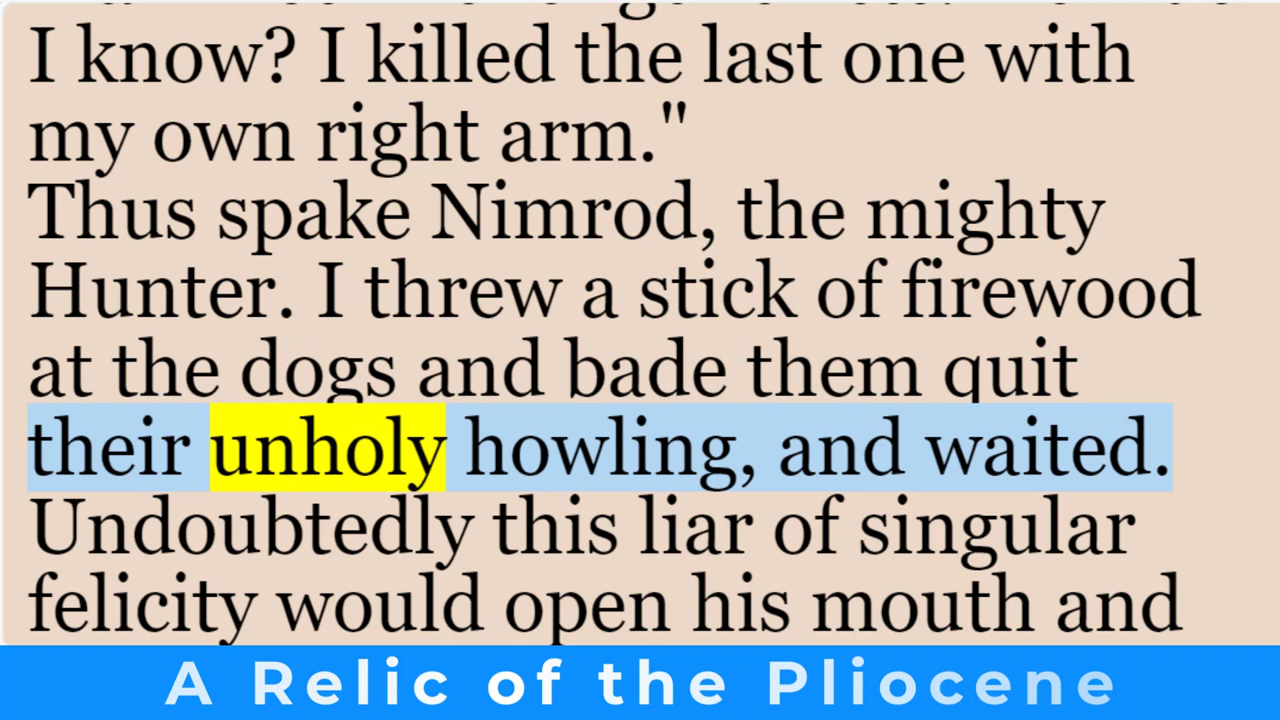 I know? I killed the last one with
my own right arm."
Thus spake Nimrod, the mighty
Hunter. I threw a stick of firewood
at the dogs and bade them quit
their unholy howling, and waited.
Undoubtedly this liar of singular
felicity would open his mouth and
A Relic of the Pliocene